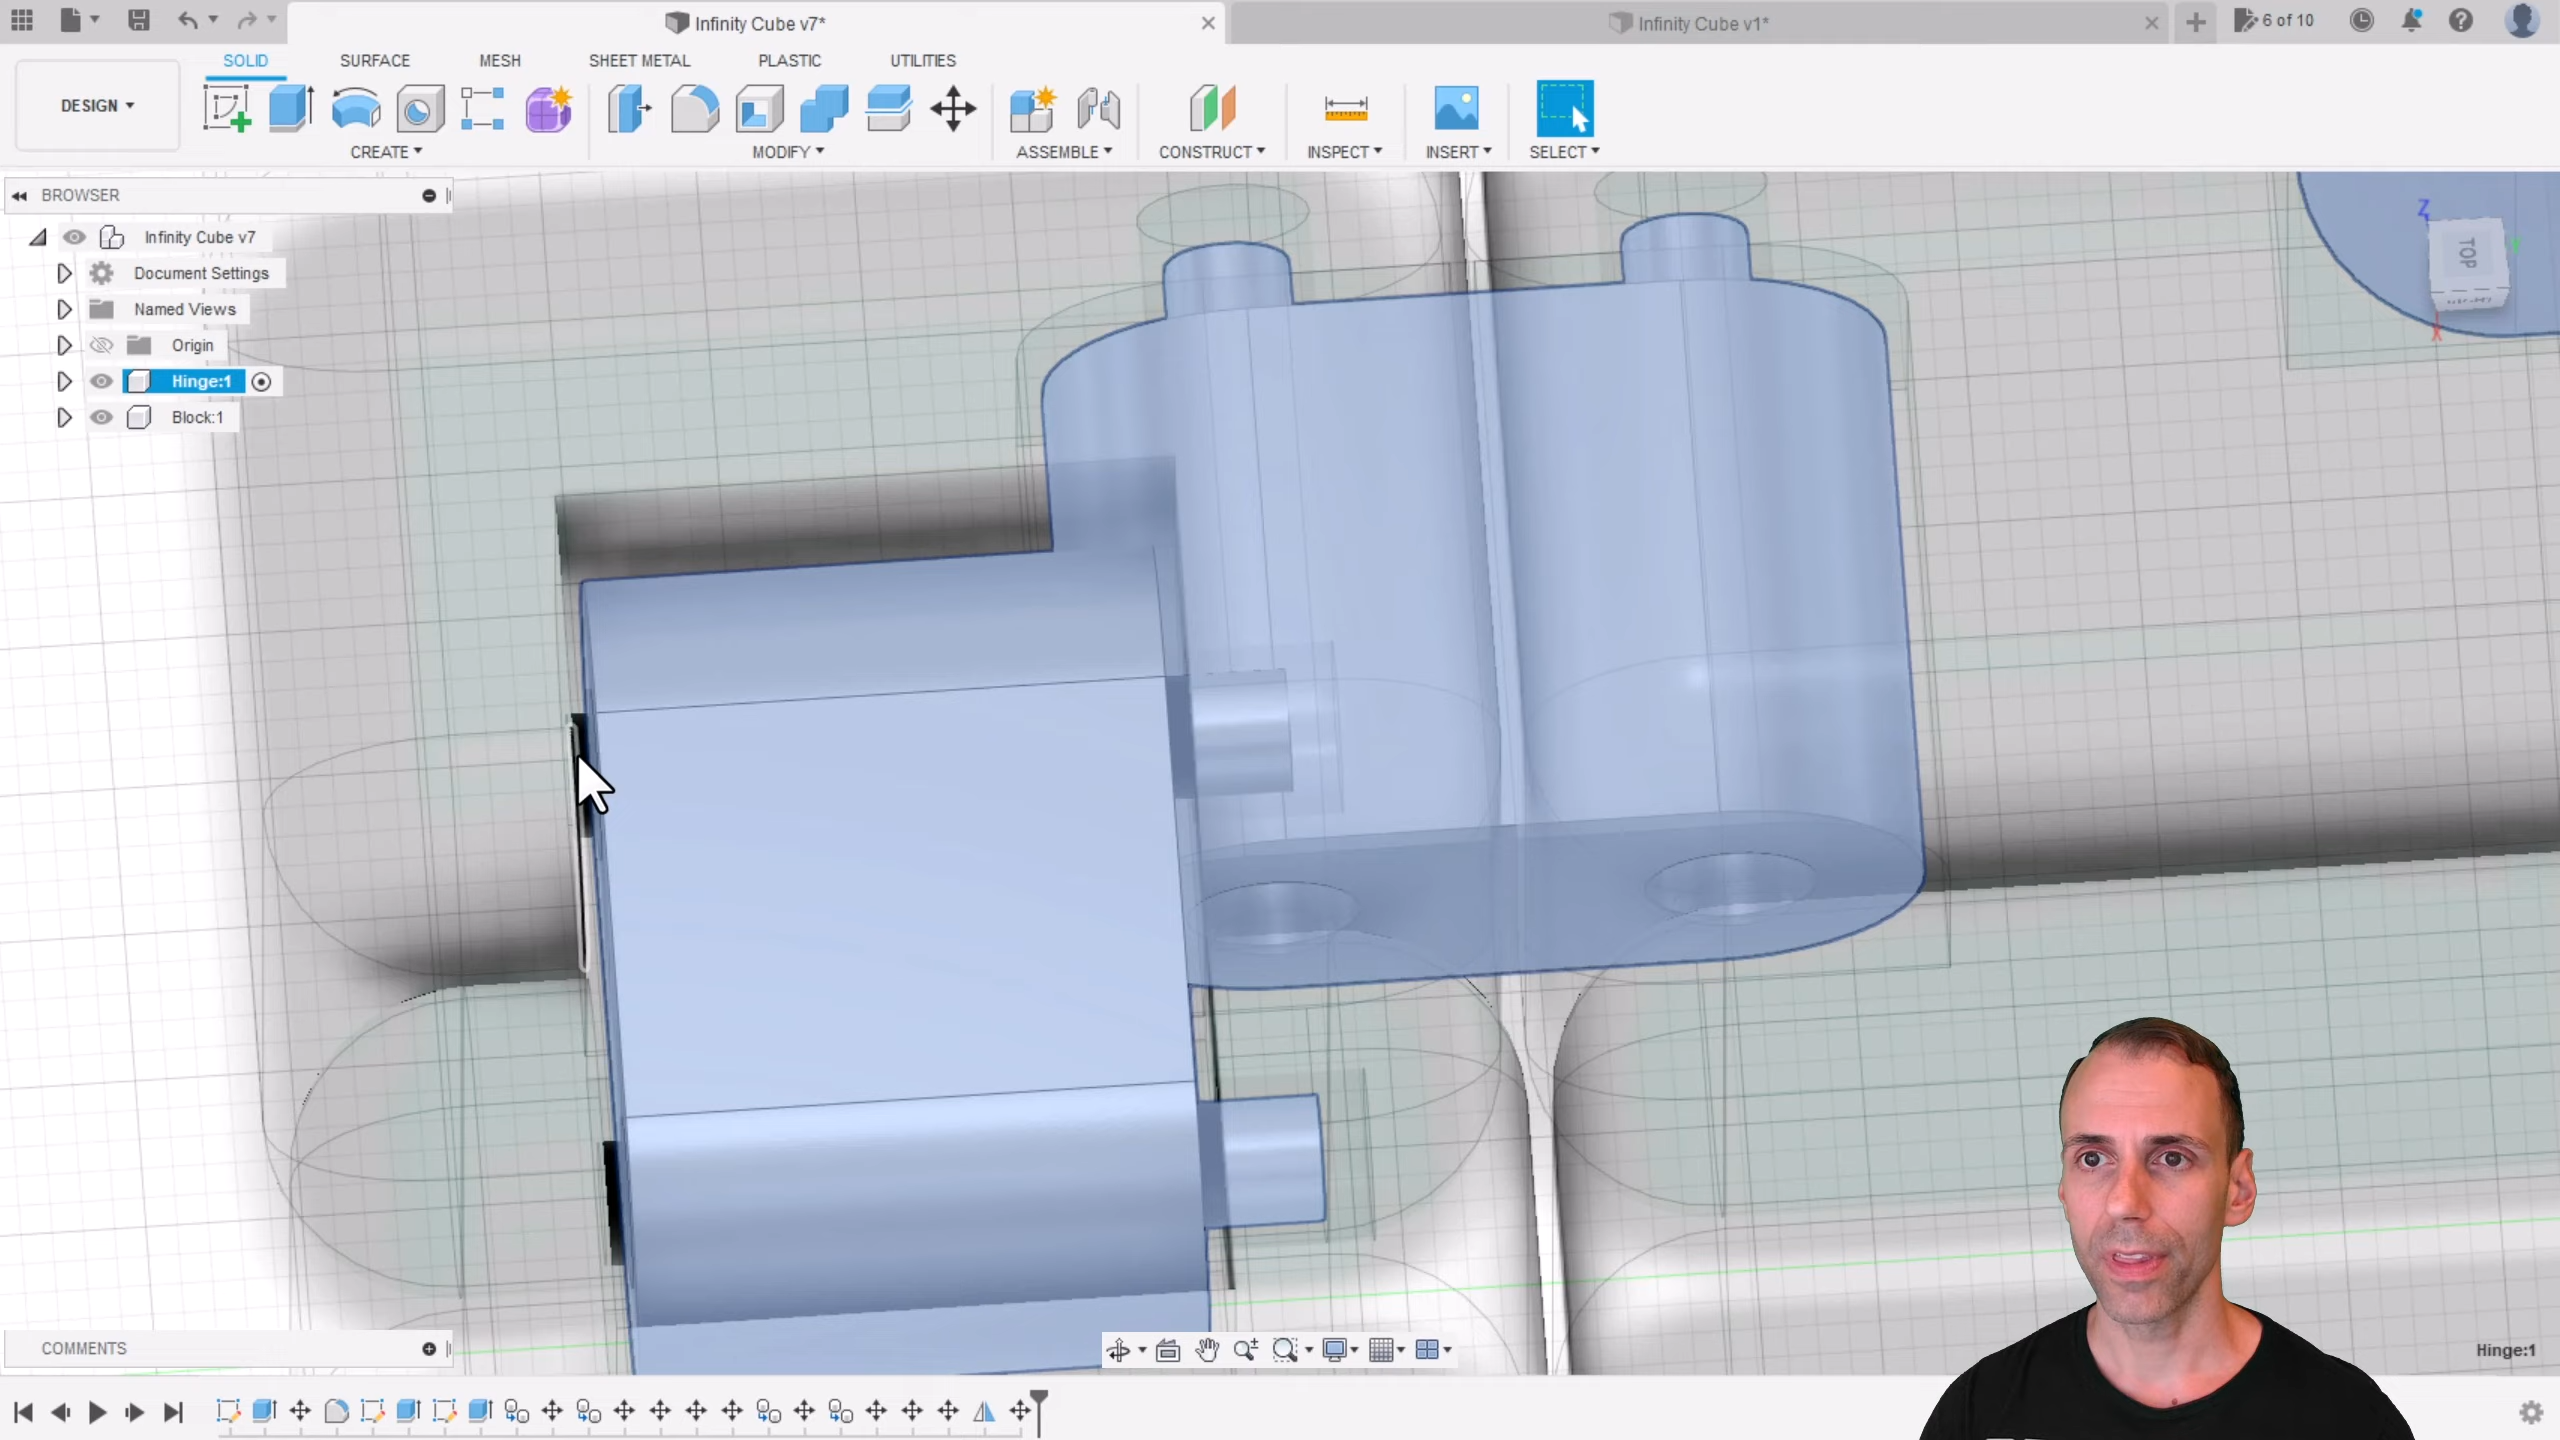 Infinity Cube v7*
Infinity Cube v1*
6 of 10
DESIGN
SOLID
SURFACE
MESH
SHEET METAL
PLASTIC
UTILITIES
CREATE
MODIFY
ASSEMBLE
CONSTRUCT
INSPECT
INSERT
SELECT
BROWSER
Infinity Cube v7
Document Settings
Named Views
Origin
Hinge:1
Block:1
Z
TOP
X
COMMENTS
Hinge:1